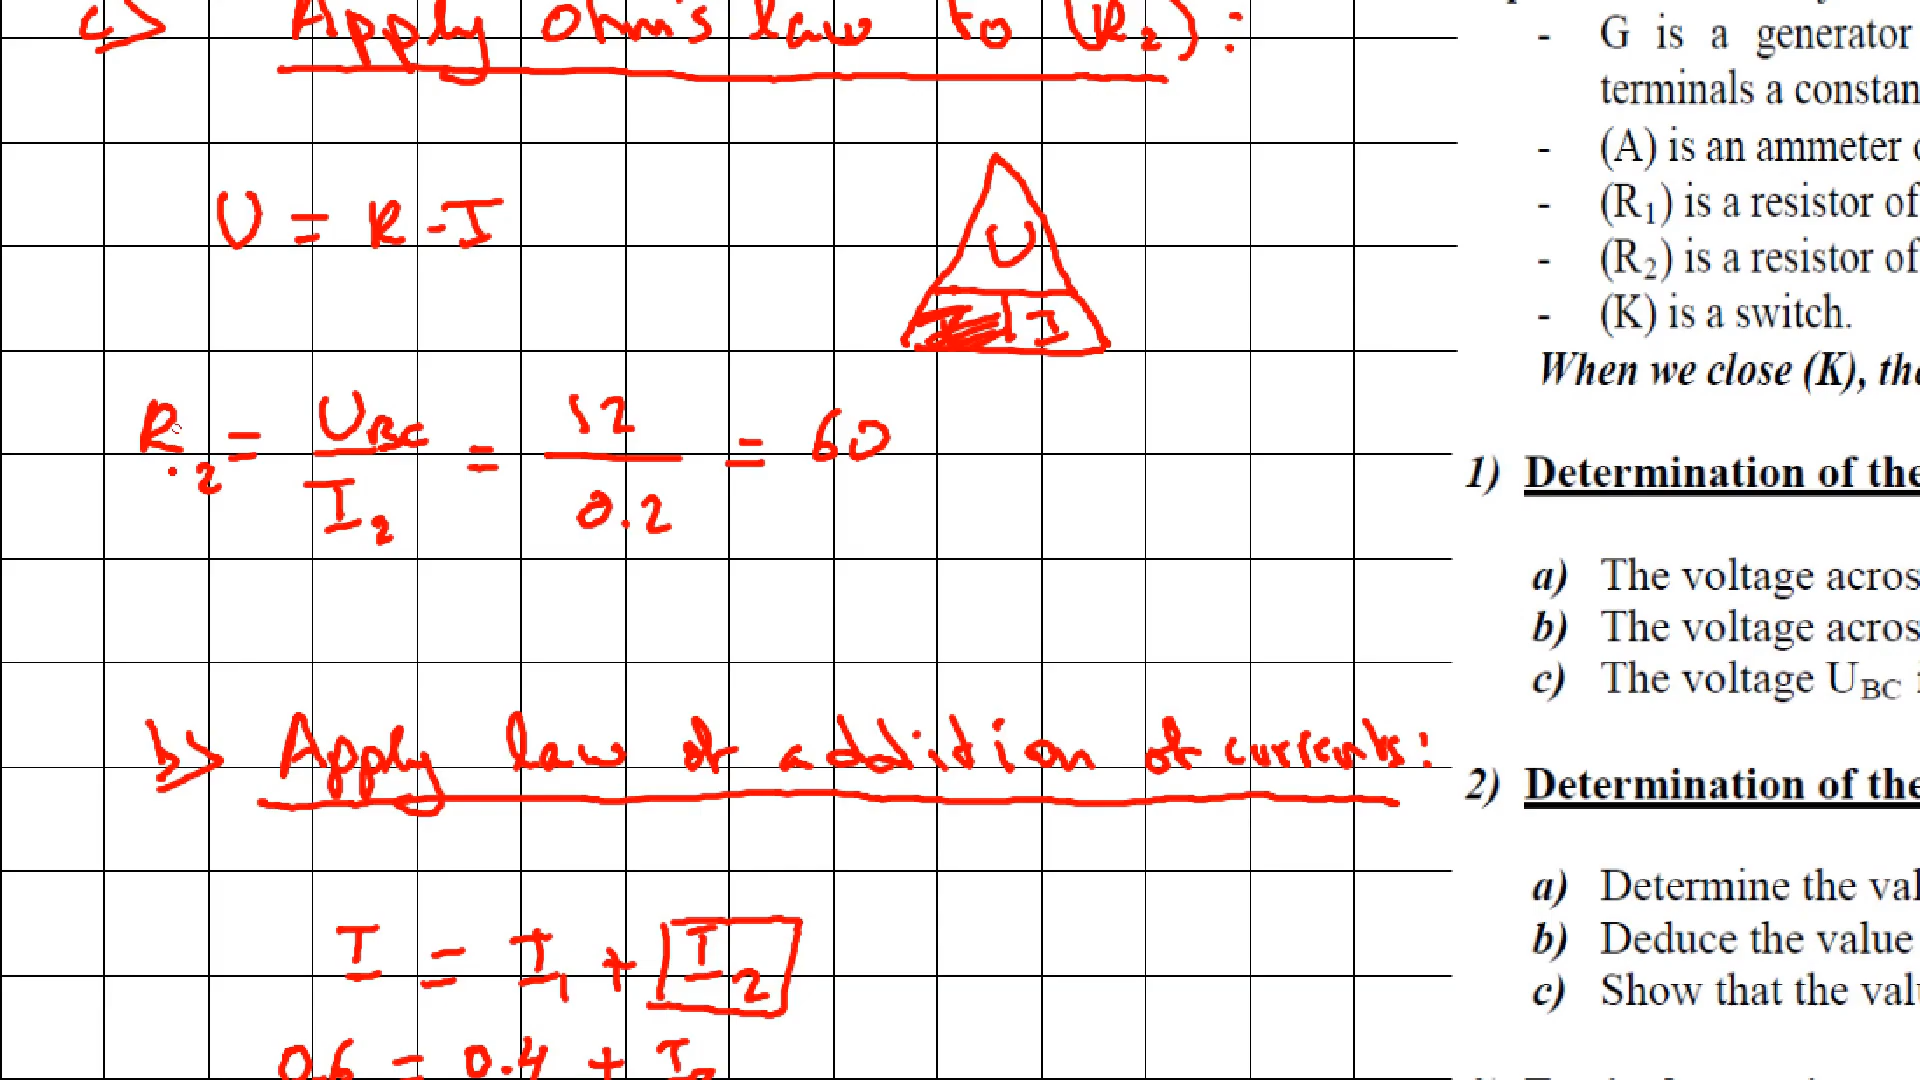 c> Apply ohm's law to (R2):
U = R - I
U
I
R2 = UBC / I2 = 12 / 0.2 = 60
b> Apply law of addition of currents:
I = I1 + I2
0.6 = 0.4 + I2
- G is a generator
terminals a constan
- (A) is an ammeter
- (R1) is a resistor of
- (R2) is a resistor of
- (K) is a switch.
When we close (K), the
1) Determination of the
a) The voltage acros
b) The voltage acros
c) The voltage UBC
2) Determination of the
a) Determine the val
b) Deduce the value
c) Show that the val